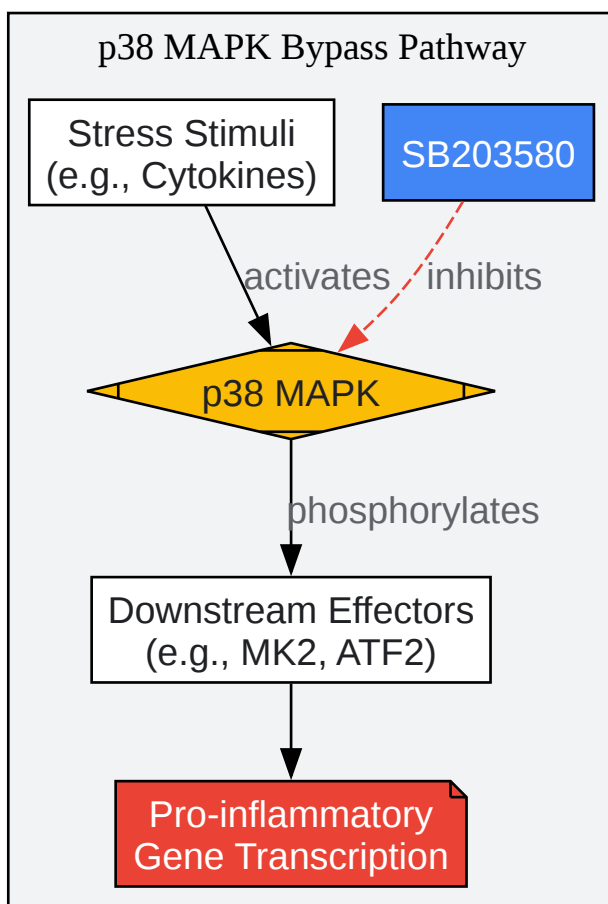 p38 MAPK Bypass Pathway
Stress Stimuli
(e.g., Cytokines)
SB203580
activates
inhibits
p38 MAPK
phosphorylates
Downstream Effectors
(e.g., MK2, ATF2)
Pro-inflammatory
Gene Transcription